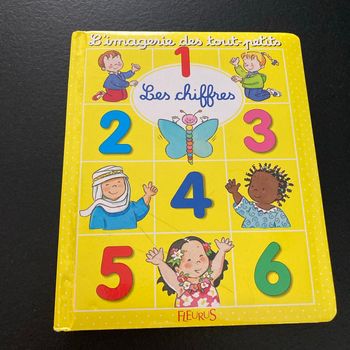 L'imagerie des tout-petits
1
Les chiffres
2 3
4
5 6
FLEURUS